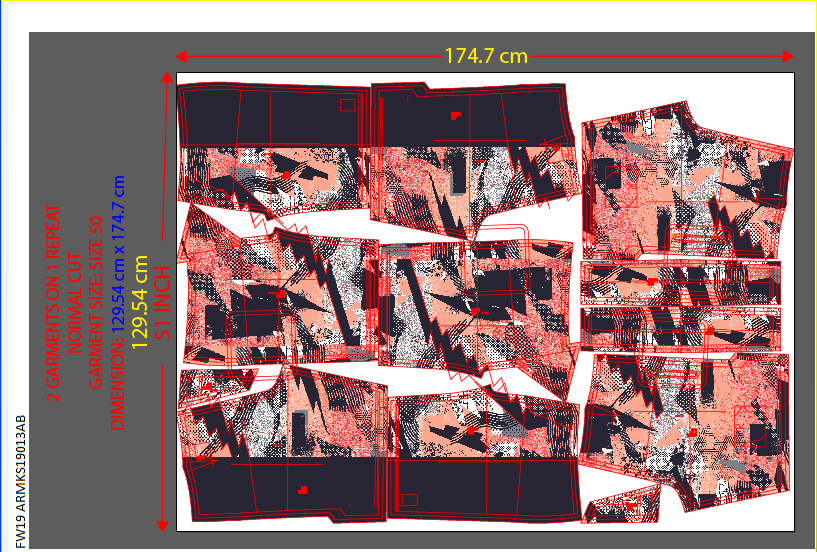 174.7 cm
2 GARMENTS ON 1 REPEAT
NORMAL CUT
GARMENT SIZE: SIZE 50
DIMENSION: 129.54 cm x 174.7 cm
129.54 cm
51 INCH
FW19 ARMKS19013AB